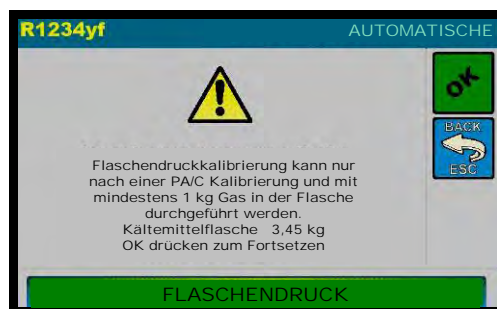 R1234yf AUTOMATISCHE
OK
BACK
ESC
Flaschendruckkalibrierung kann nur
nach einer PA/C Kalibrierung und mit
mindestens 1 kg Gas in der Flasche
durchgeführt werden.
Kältemittelflasche 3,45 kg
OK drücken zum Fortsetzen
FLASCHENDRUCK